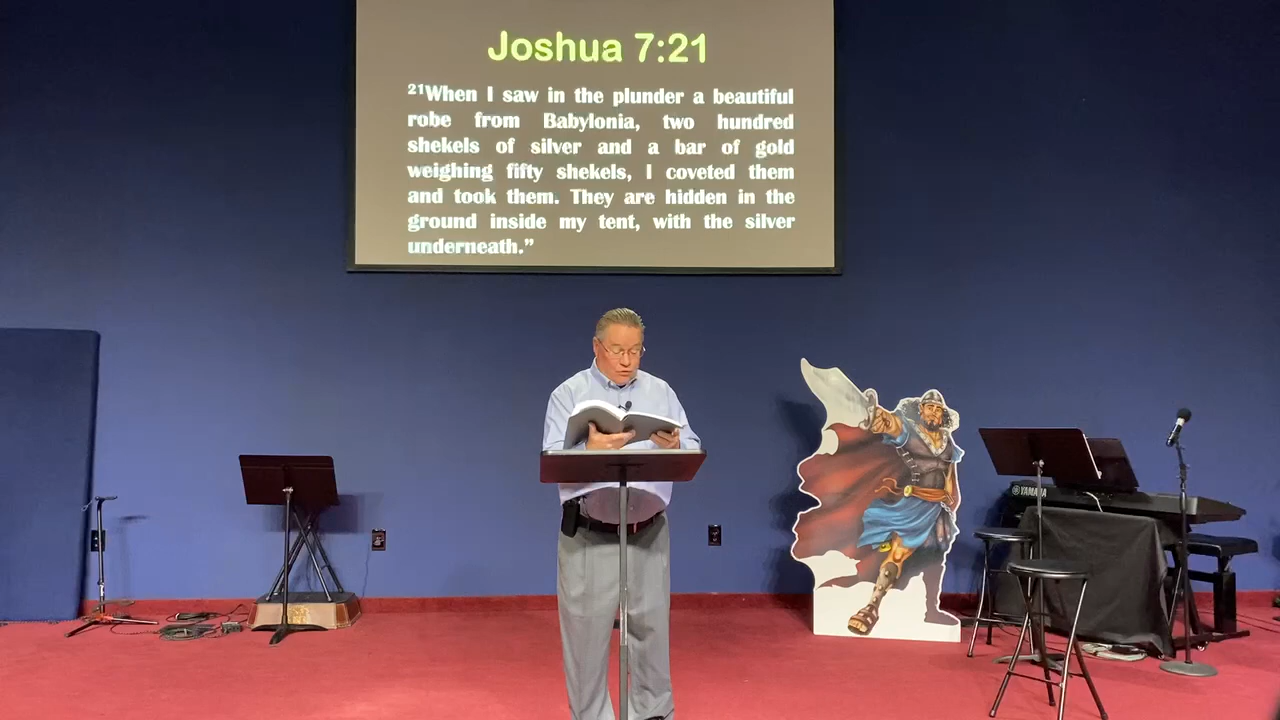 Joshua 7:21
21When I saw in the plunder a beautiful
robe from Babylonia, two hundred
shekels of silver and a bar of gold
weighing fifty shekels, I coveted them
and took them. They are hidden in the
ground inside my tent, with the silver
underneath.”
YAMAHA